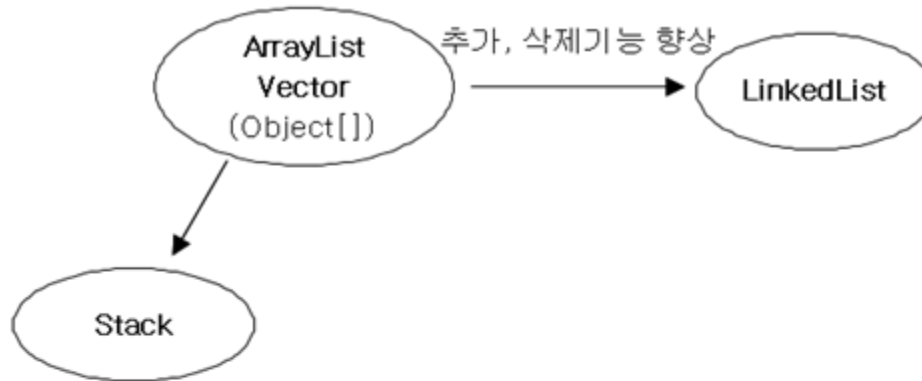 ArrayList
Vector
(Object[])
추가, 삭제기능 향상
LinkedList
Stack